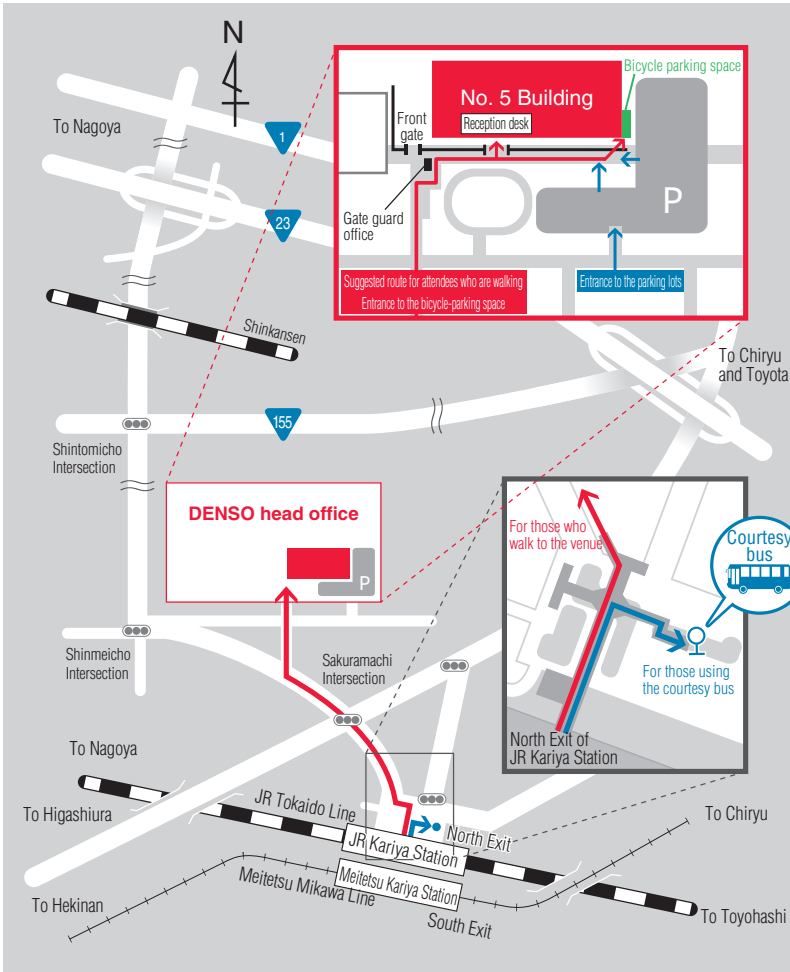 N
To Nagoya
1
23
Shinkansen
155
Shintomicho
Intersection
Bicycle parking space
No. 5 Building
Reception desk
Front
gate
Gate guard
office
P
Suggested route for attendees who are walking
Entrance to the bicycle-parking space
Entrance to the parking lots
To Chiryu
and Toyota
DENSO head office
P
Shinmeicho
Intersection
Sakuramachi
Intersection
For those who
walk to the venue
Courtesy
bus
For those using
the courtesy bus
North Exit of
JR Kariya Station
To Nagoya
To Higashiura
JR Tokaido Line
North Exit
To Chiryu
JR Kariya Station
Meitetsu Kariya Station
Meitetsu Mikawa Line
South Exit
To Hekinan
To Toyohashi